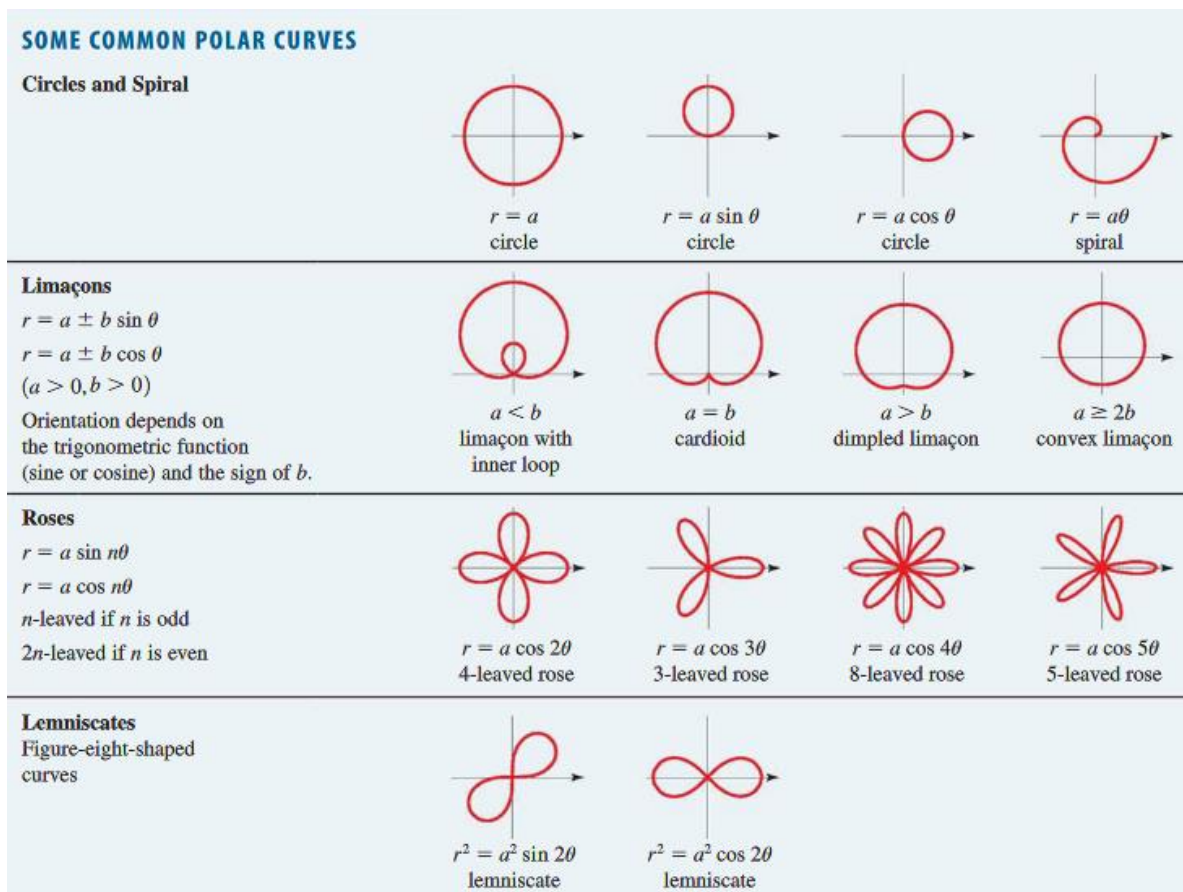 SOME COMMON POLAR CURVES
Circles and Spiral
r = a
circle
r = a sin θ
circle
r = a cos θ
circle
r = aθ
spiral
Limaçons
r = a ± b sin θ
r = a ± b cos θ
(a > 0, b > 0)
Orientation depends on
the trigonometric function
(sine or cosine) and the sign of b.
a < b
limaçon with
inner loop
a = b
cardioid
a > b
dimpled limaçon
a ≥ 2b
convex limaçon
Roses
r = a sin nθ
r = a cos nθ
n-leaved if n is odd
2n-leaved if n is even
r = a cos 2θ
4-leaved rose
r = a cos 3θ
3-leaved rose
r = a cos 4θ
8-leaved rose
r = a cos 5θ
5-leaved rose
Lemniscates
Figure-eight-shaped
curves
r² = a² sin 2θ
lemniscate
r² = a² cos 2θ
lemniscate